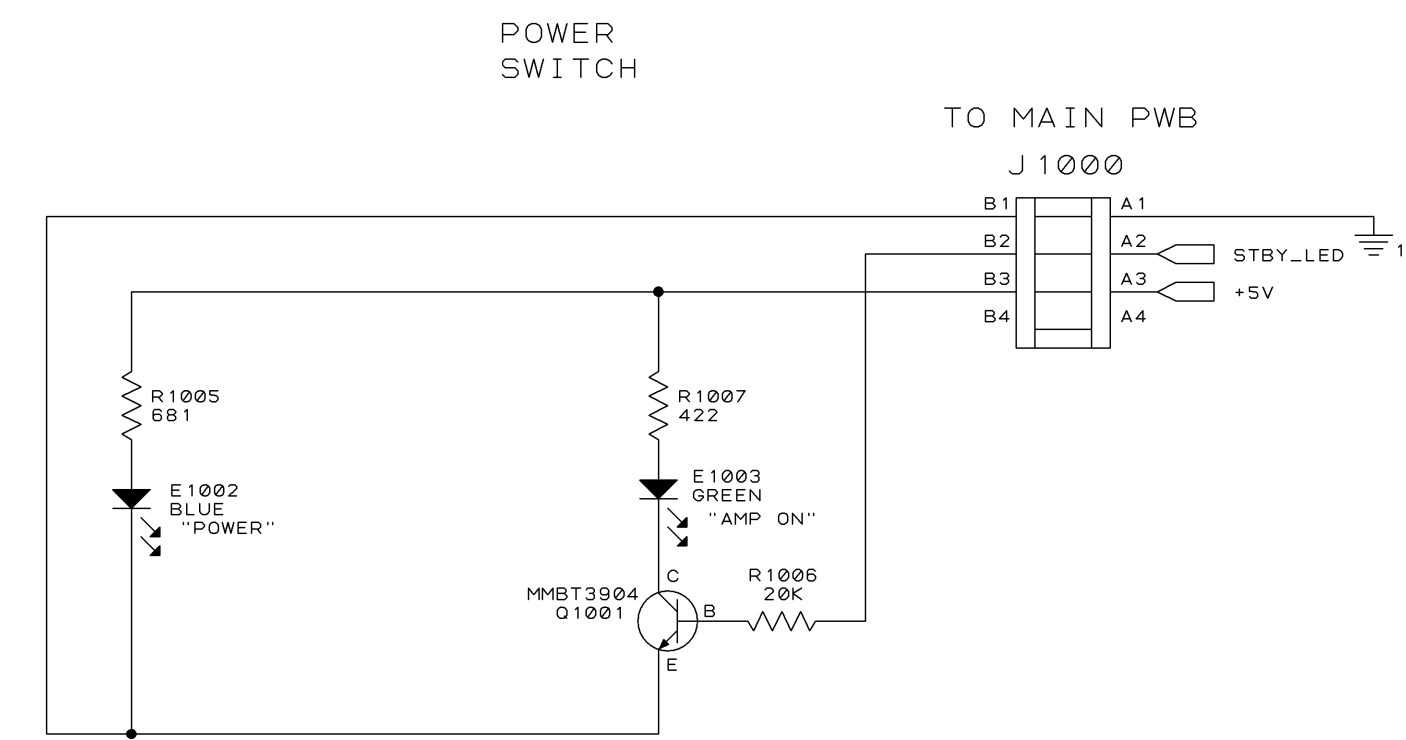 POWER
SWITCH
TO MAIN PWB
J1000
B1
A1
B2
A2
STBY_LED
1
B3
A3
+5V
B4
A4
R1005
681
R1007
422
E1002
BLUE
"POWER"
E1003
GREEN
"AMP ON"
C
R1006
20K
MMBT3904
Q1001
B
E